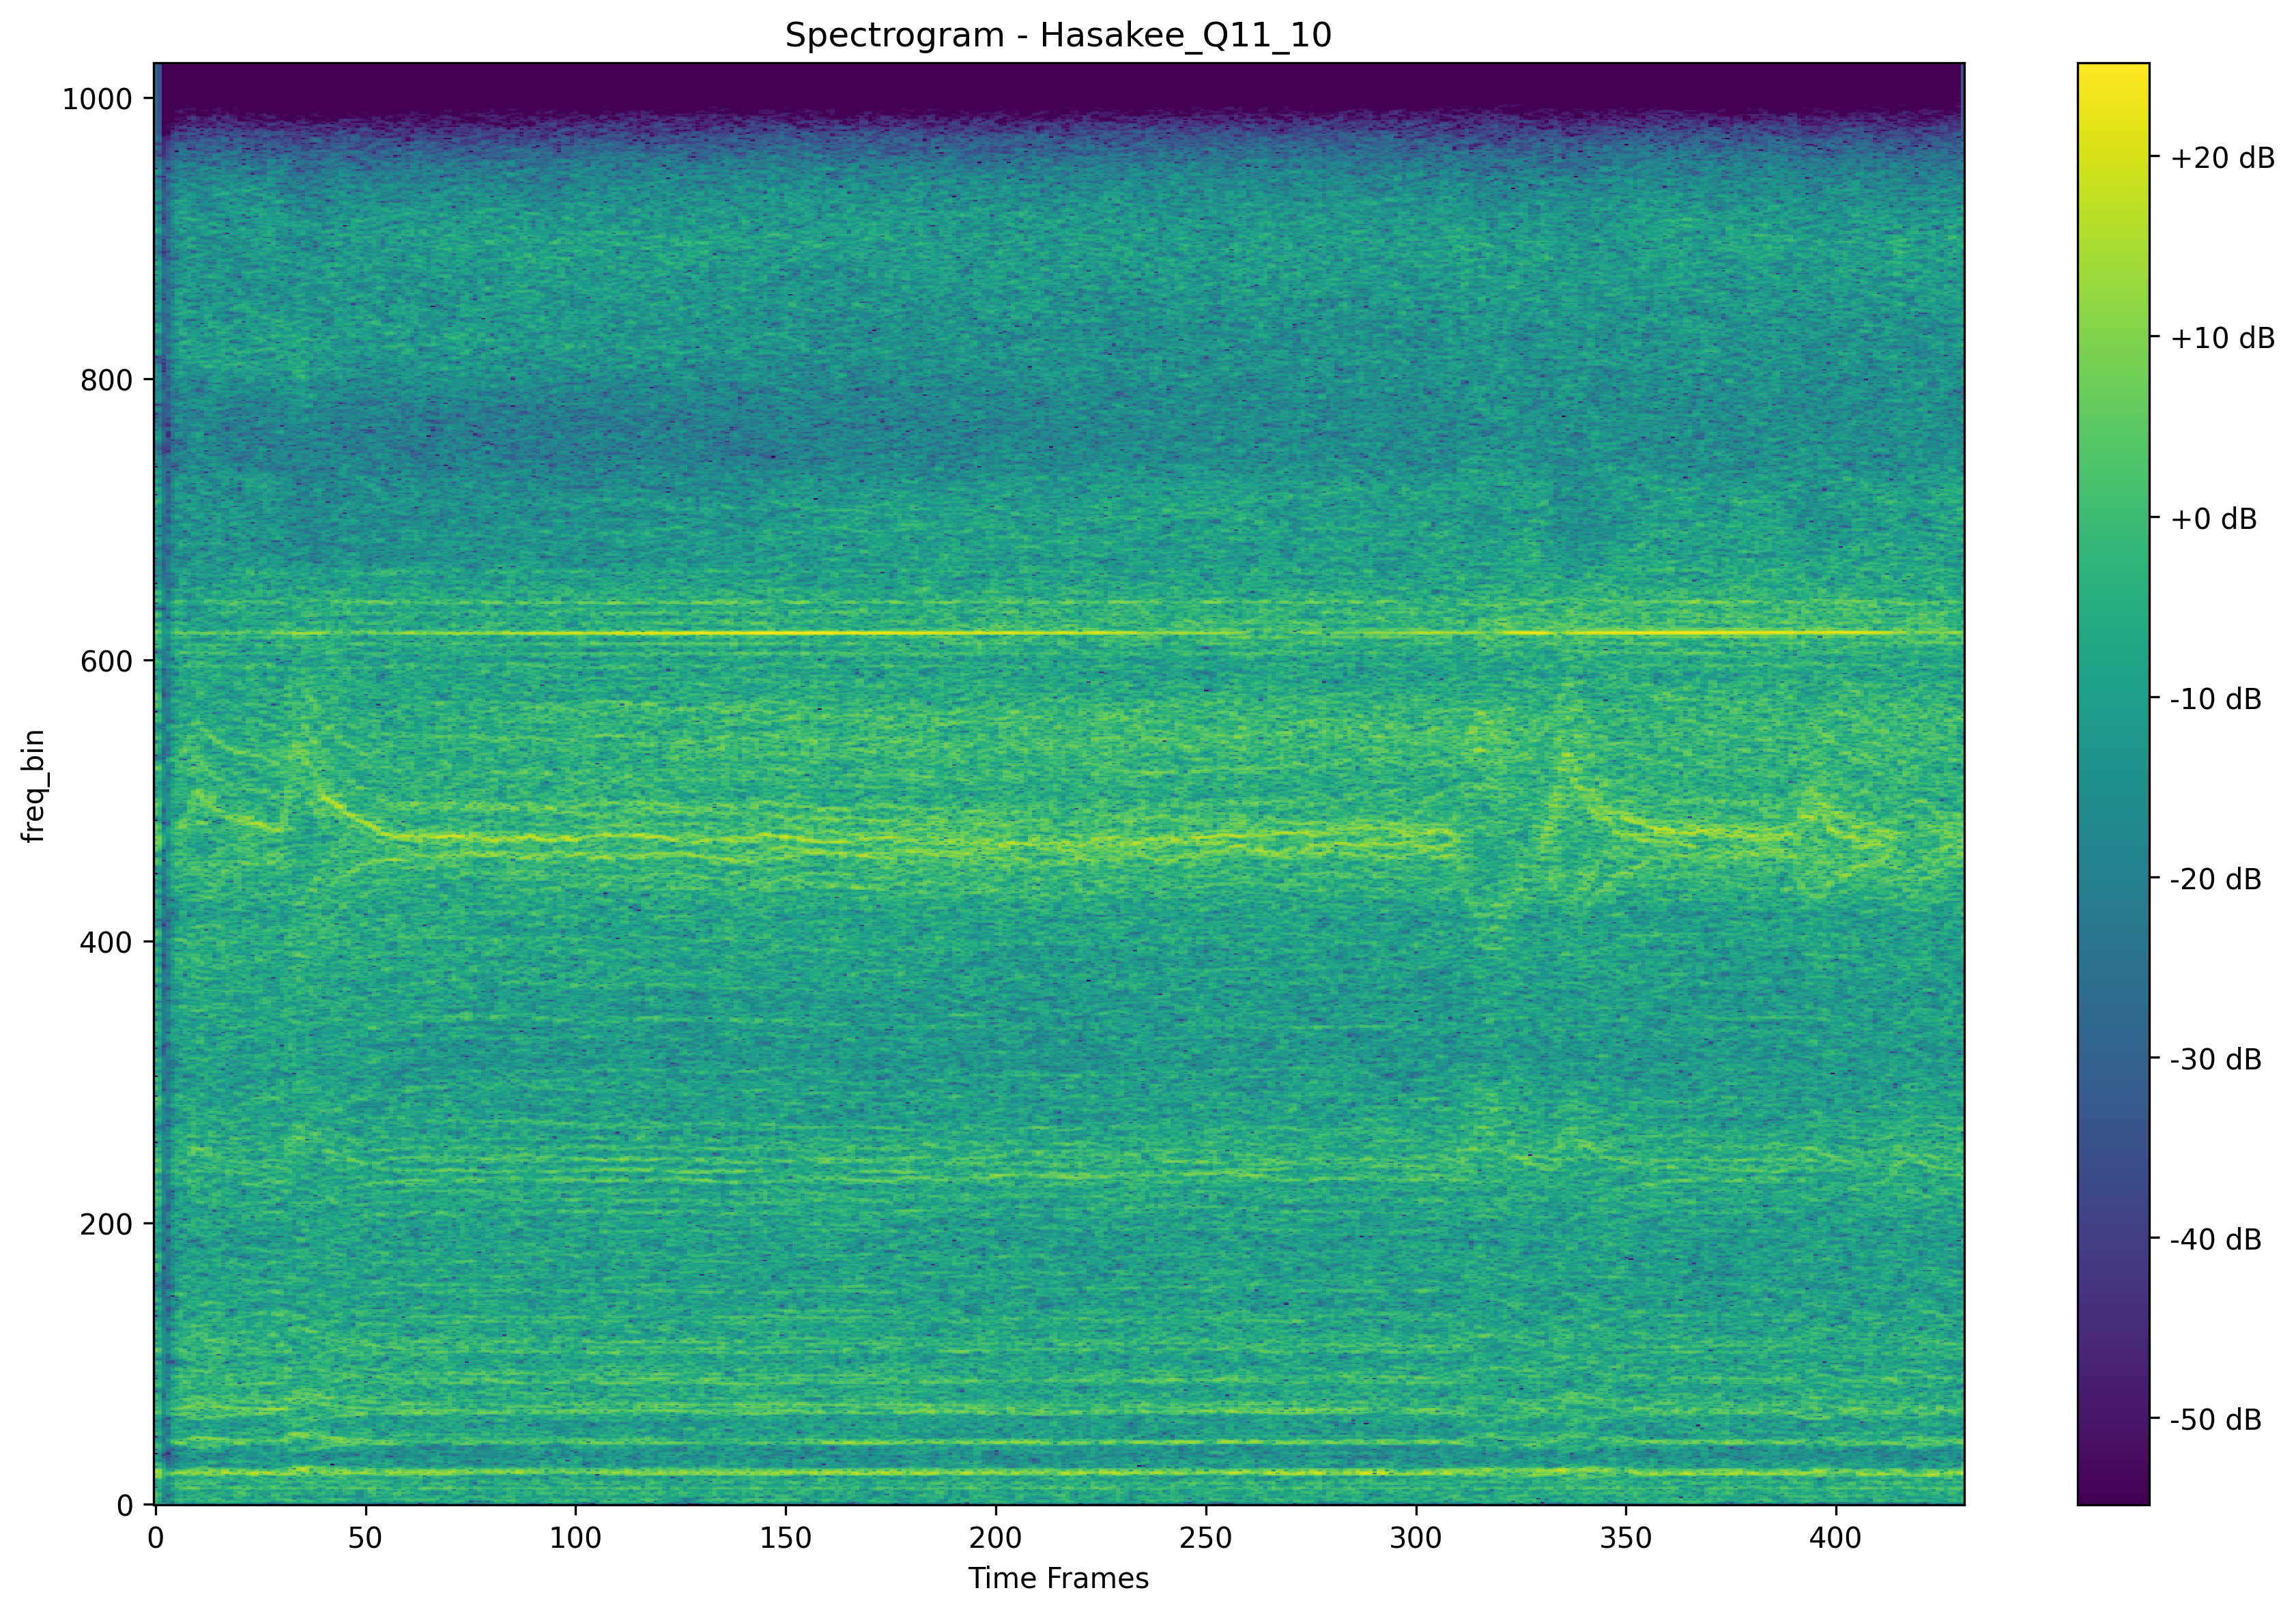 Spectrogram - Hasakee_Q11_10
1000
800
600
400
200
0
freq_bin
0
50
100
150
200
250
300
350
400
Time Frames
+20 dB
+10 dB
+0 dB
-10 dB
-20 dB
-30 dB
-40 dB
-50 dB